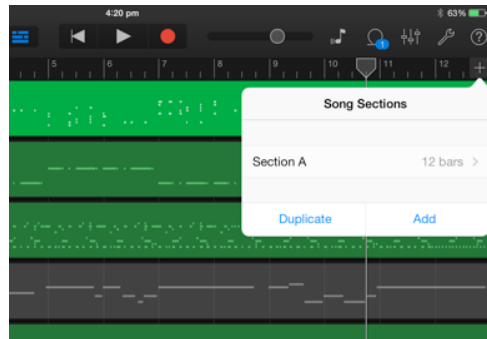 4:20 pm
63%
1
5 6 7 8 9 10 11 12 +
Song Sections
Section A 12 bars >
Duplicate Add